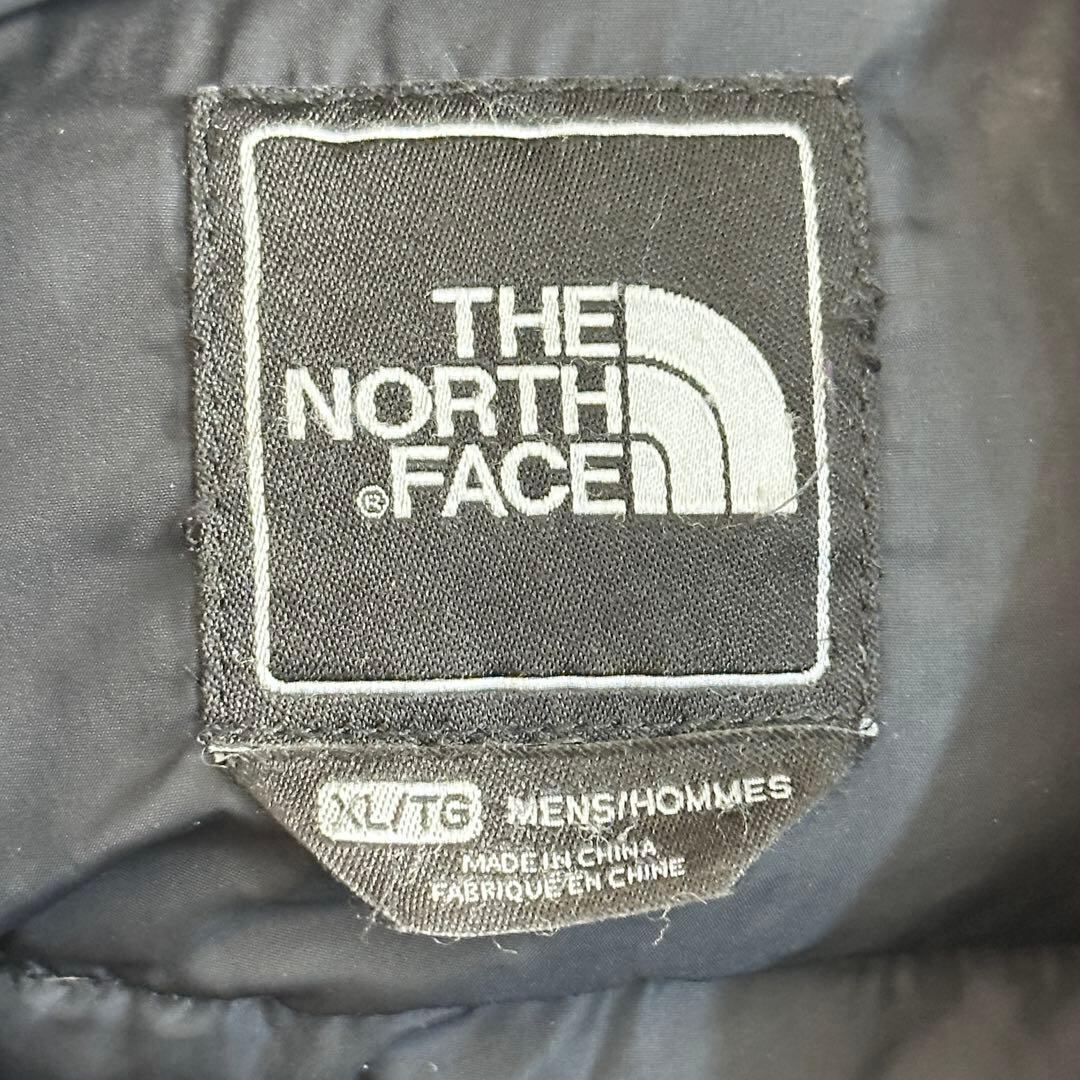 THE
NORTH
®FACE
XL/TG MENS/HOMMES
MADE IN CHINA
FABRIQUE EN CHINE